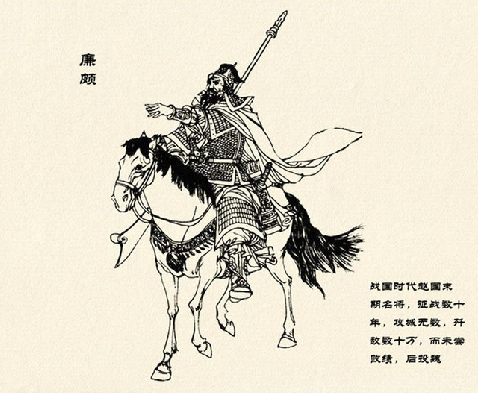 廉
颇
战国时代赵国末
期名将，征战数十
年，攻城无数，歼
敌数十万，而未尝
败绩，后投魏